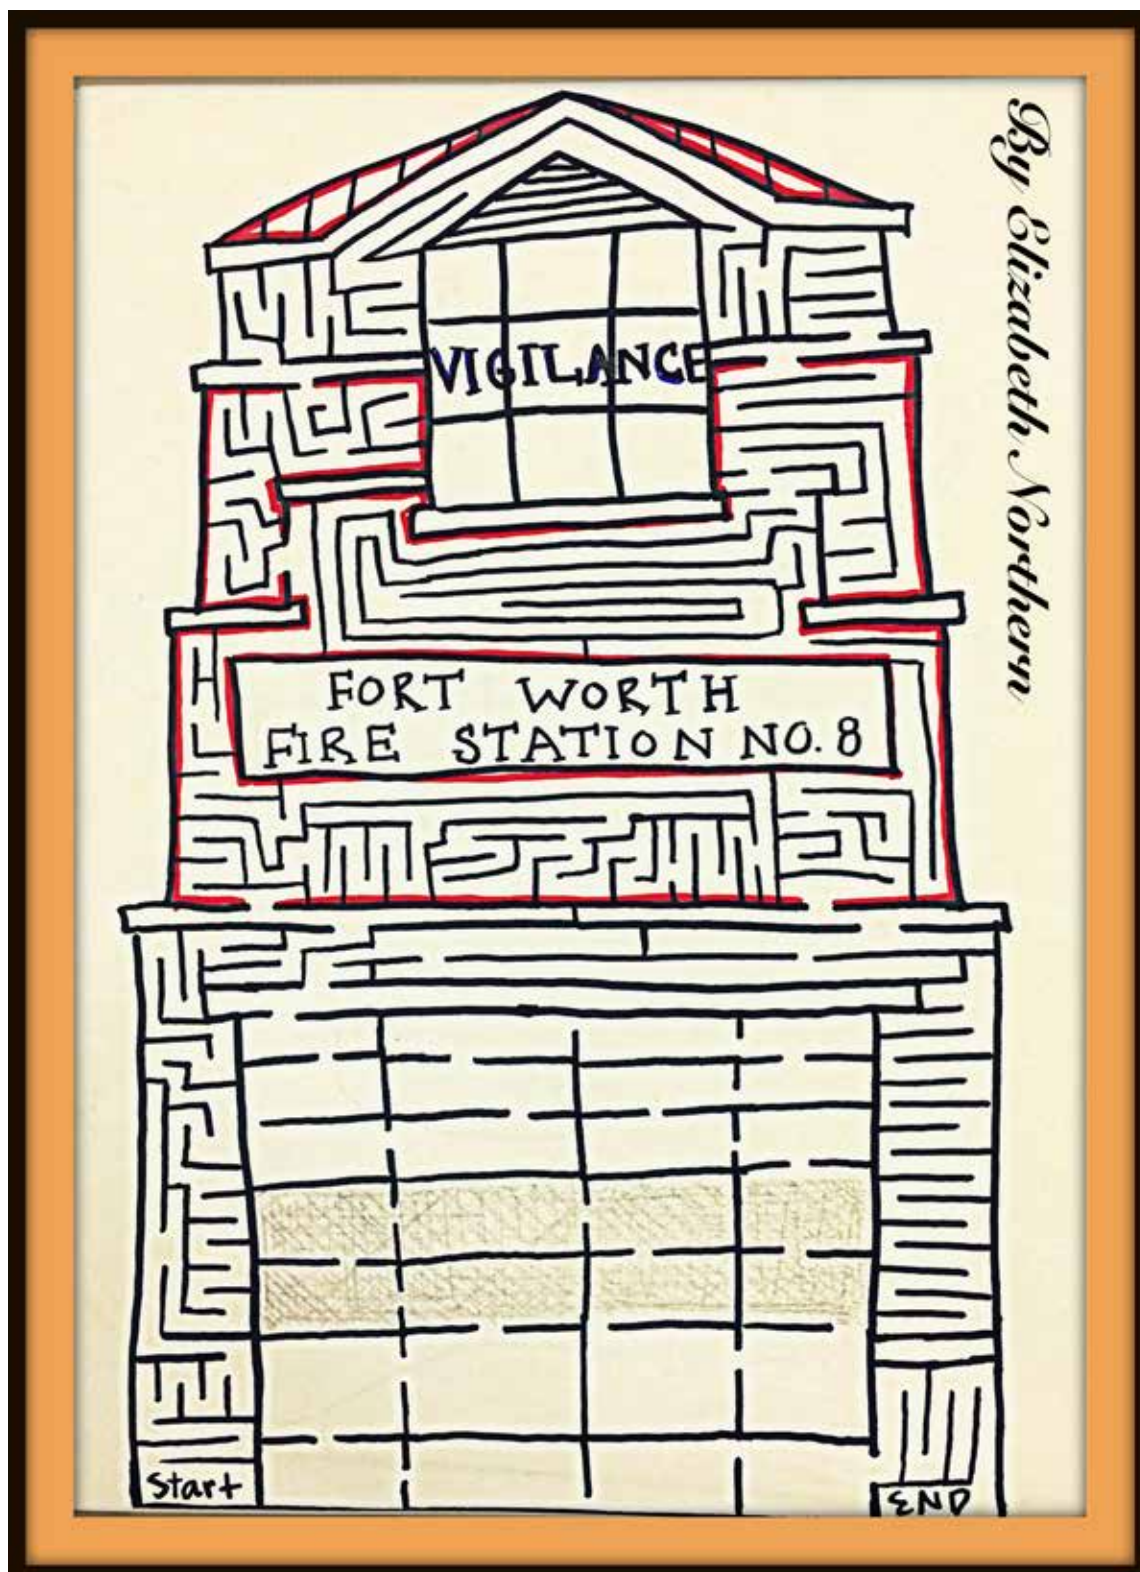 By Elizabeth Northern
VIGILANCE
FORT WORTH
FIRE STATION NO. 8
Start
END